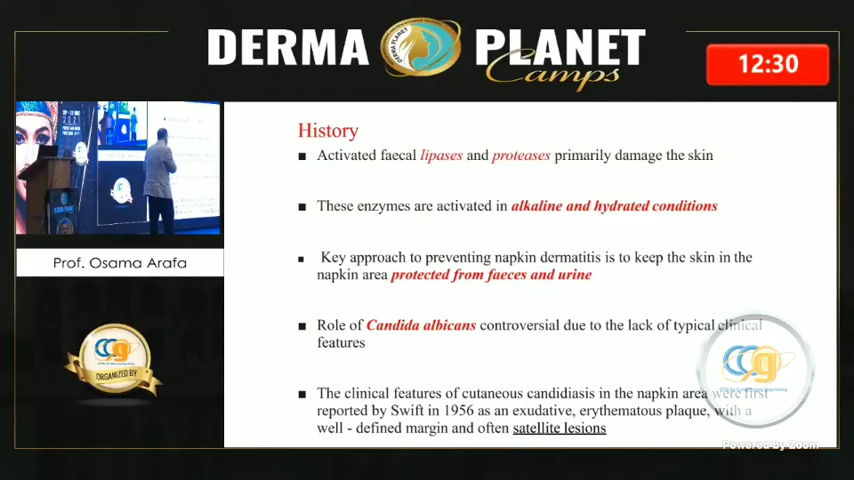 DERMA PLANET
Camps
DERMA PLANET
12:30
History
■ Activated faecal lipases and proteases primarily damage the skin
■ These enzymes are activated in alkaline and hydrated conditions
■ Key approach to preventing napkin dermatitis is to keep the skin in the
napkin area protected from faeces and urine
Prof. Osama Arafa
■ Role of Candida albicans controversial due to the lack of typical clinical
features
■ The clinical features of cutaneous candidiasis in the napkin area were first
reported by Swift in 1956 as an exudative, erythematous plaque, with a
well - defined margin and often satellite lesions
CCg
ORGANIZED BY
CCg
Powered by Zoom